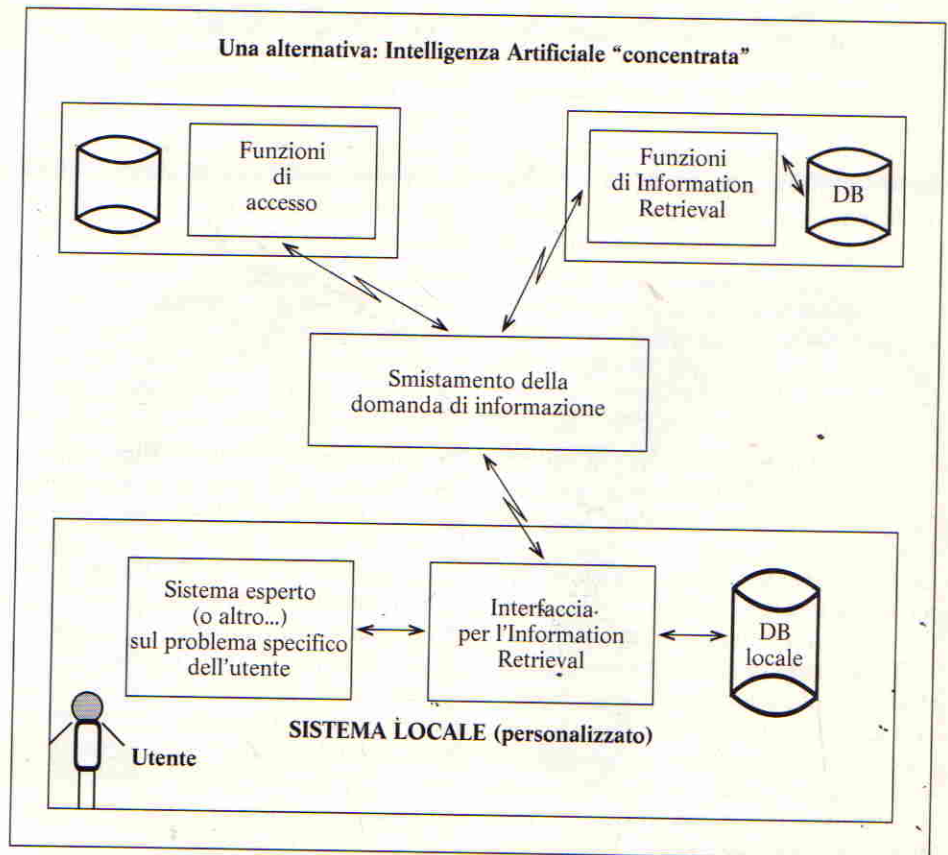 Una alternativa: Intelligenza Artificiale “concentrata”
Funzioni
di
accesso
Funzioni
di Information
Retrieval
DB
Smistamento della
domanda di informazione
Sistema esperto
(o altro...)
sul problema specifico
dell'utente
Interfaccia
per l'Information
Retrieval
DB
locale
SISTEMA LOCALE (personalizzato)
Utente